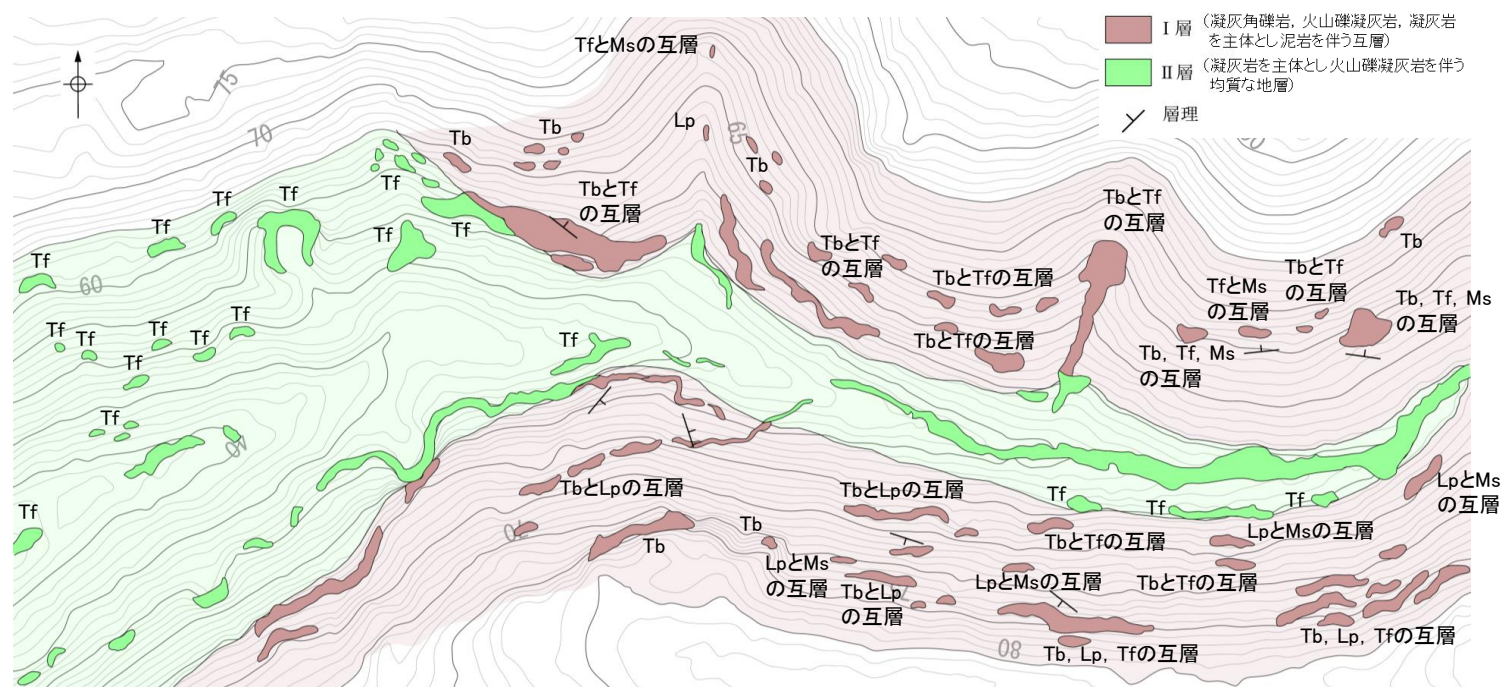 I層 (凝灰角礫岩, 火山礫凝灰岩, 凝灰岩
を主体とし泥岩を伴う互層)
II層 (凝灰岩を主体とし火山礫凝灰岩を伴う
均質な地層)
層理
75
70
65
TfとMsの互層
Tb
Tb
Lp
Tb
TbとTf
の互層
Tf
Tf
Tf
Tf
Tf
Tf
Tf
60
TbとTf
の互層
TbとTfの互層
TbとTfの互層
TbとTf
の互層
TfとMs
の互層
TbとTf
の互層
Tb
Tb, Tf, Ms
の互層
Tb, Tf, Ms
の互層
Tf
Tf
Tf
Tf
Tf
Tf
Tf
Tf
40
Tf
TbとLpの互層
70
Tb
Tb
TbとLpの互層
Tf
Tf
Tf
LpとMs
の互層
TbとTfの互層
LpとMsの互層
LpとMs
の互層
TbとLp
の互層
LpとMsの互層
TbとTfの互層
80
Tb, Lp, Tfの互層
Tb, Lp, Tfの互層